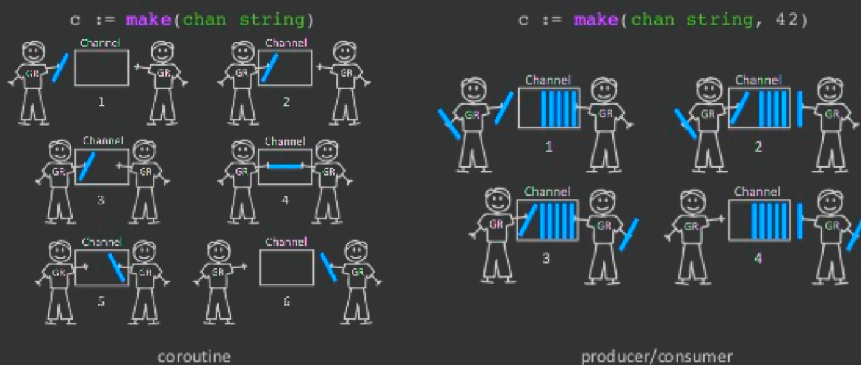 c := make(chan string)
Channel
GR
GR
1
Channel
GR
GR
2
Channel
GR
GR
3
Channel
GR
GR
4
Channel
GR
GR
5
Channel
GR
GR
6
coroutine
c := make(chan string, 42)
Channel
GR
GR
1
Channel
GR
GR
2
Channel
GR
GR
3
Channel
GR
GR
4
producer/consumer